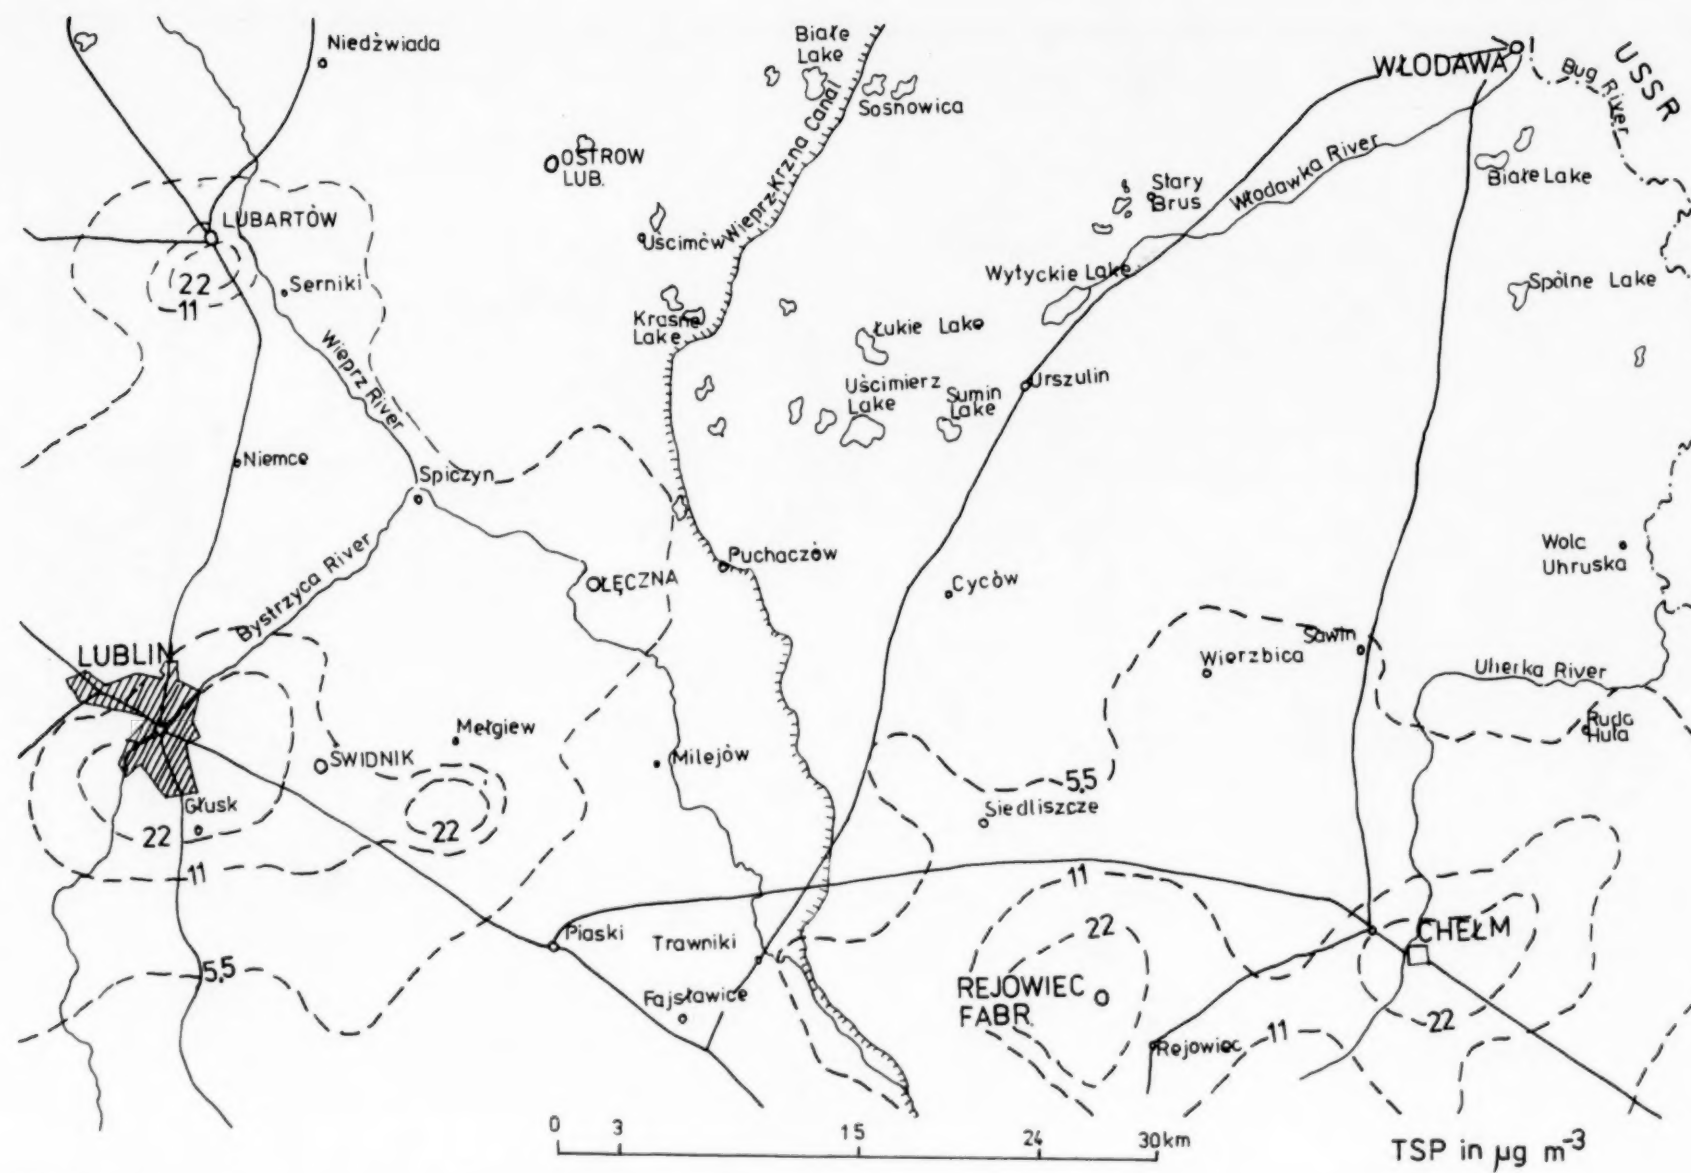 Niedźwiada
Białe
Lake
Sosnowica
WŁODAWA
Bug River
USSR
OSTROW
LUB.
Wieprz-Krzna Canal
Stary
Brus
Włodawka River
Białe Lake
LUBARTÓW
Uścimów
22
11
Serniki
Wytyckie Lake
Spólne Lake
Krasne
Lake
Łukie Lake
Wieprz River
Uścimierz
Lake
Sumin
Lake
Urszulin
Niemce
Spiczyn
Puchaczów
ŁĘCZNA
Cyców
Wolc
Uhruska
Bystrzyca River
LUBLIN
Sawin
Wierzbica
Uherka River
Mełgiew
ŚWIDNIK
Milejów
Ruda
Huta
5.5
Głusk
22
22
Siedliszcze
11
11
Piaski
Trawniki
22
CHEŁM
5.5
Fajsławice
REJOWIEC
FABR.
22
11
Rejowiec
0 3 15 24 30km
TSP in µg m⁻³